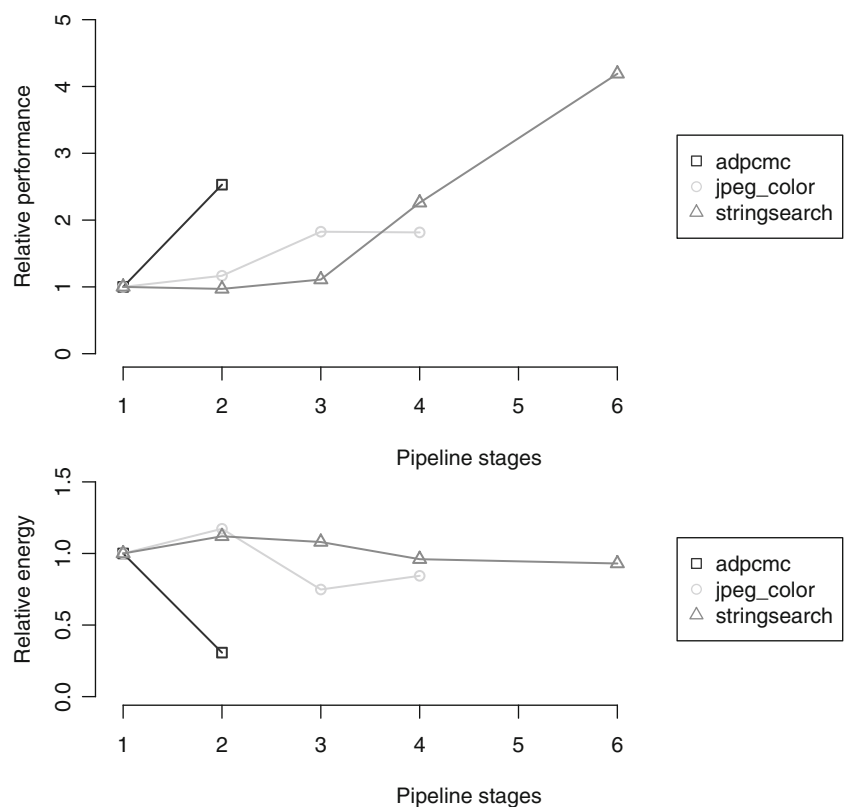 Relative performance
5
4
3
2
1
0
1 2 3 4 5 6
Pipeline stages
adpcmc
jpeg_color
stringsearch
Relative energy
1.5
1.0
0.5
0.0
1 2 3 4 5 6
Pipeline stages
adpcmc
jpeg_color
stringsearch